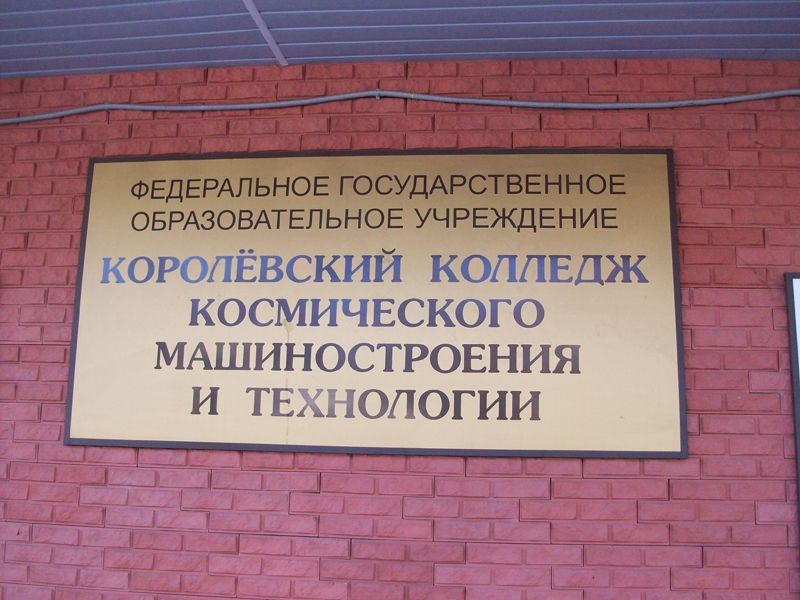 ФЕДЕРАЛЬНОЕ ГОСУДАРСТВЕННОЕ
ОБРАЗОВАТЕЛЬНОЕ УЧРЕЖДЕНИЕ
КОРОЛЁВСКИЙ КОЛЛЕДЖ
КОСМИЧЕСКОГО
МАШИНОСТРОЕНИЯ
И ТЕХНОЛОГИИ